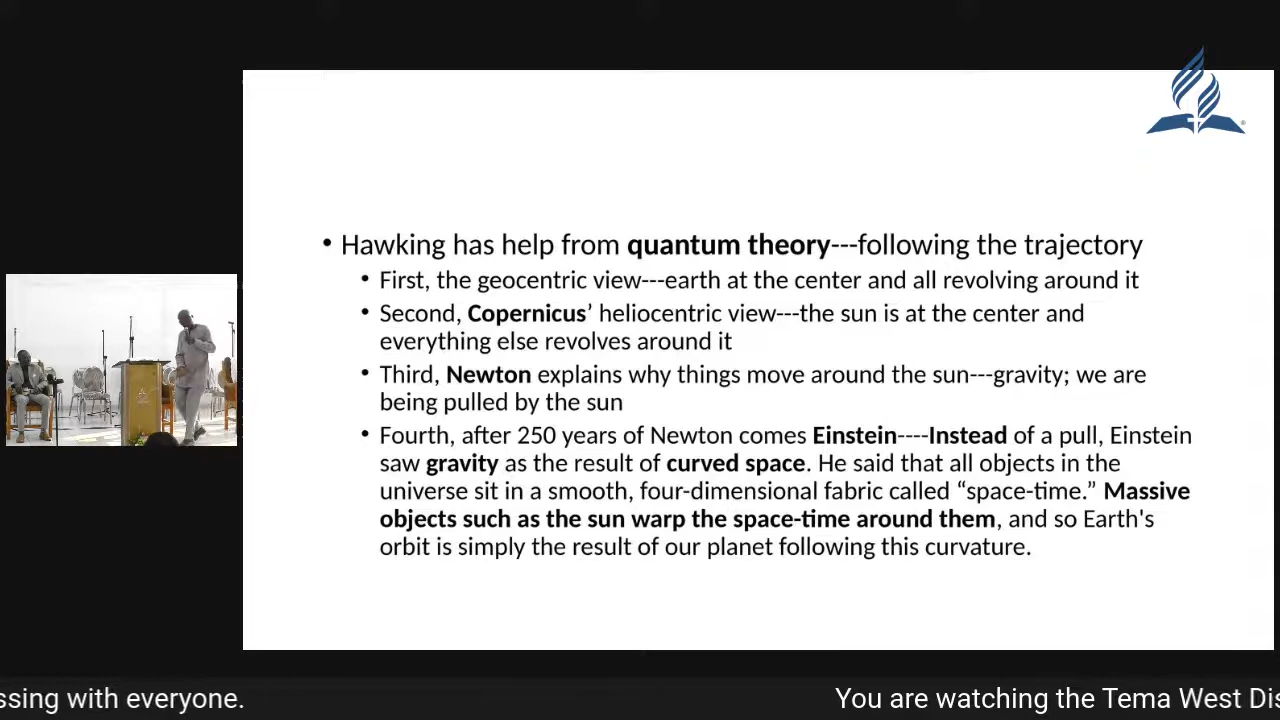 • Hawking has help from quantum theory---following the trajectory
• First, the geocentric view---earth at the center and all revolving around it
• Second, Copernicus’ heliocentric view---the sun is at the center and
everything else revolves around it
• Third, Newton explains why things move around the sun---gravity; we are
being pulled by the sun
• Fourth, after 250 years of Newton comes Einstein----Instead of a pull, Einstein
saw gravity as the result of curved space. He said that all objects in the
universe sit in a smooth, four-dimensional fabric called “space-time.” Massive
objects such as the sun warp the space-time around them, and so Earth's
orbit is simply the result of our planet following this curvature.
ssing with everyone. You are watching the Tema West Dis